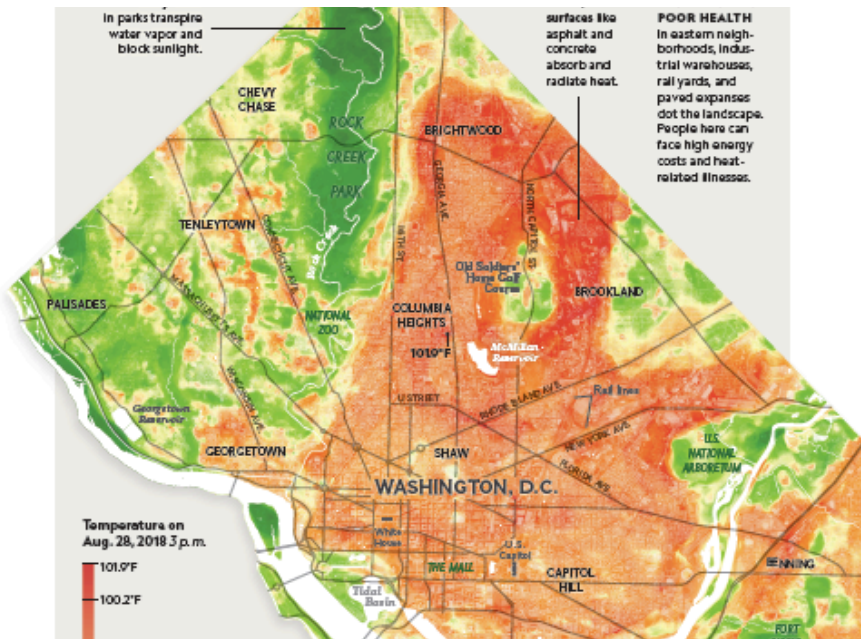 in parks transpire
water vapor and
block sunlight.
surfaces like
asphalt and
concrete
absorb and
radiate heat.
POOR HEALTH
In eastern neigh-
borhoods, indus-
trial warehouses,
rail yards, and
paved expanses
dot the landscape.
People here can
face high energy
costs and heat-
related illnesses.
CHEVY
CHASE
ROCK
CREEK
PARK
BRIGHTWOOD
GEORGIA AVE.
NORTH CAPITOL ST.
16TH ST.
TENLEYTOWN
CONNECTICUT AVE.
Rock Creek
Old Soldiers'
Home Golf
Course
BROOKLAND
PALISADES
MASSACHUSETTS AVE.
NATIONAL
ZOO
COLUMBIA
HEIGHTS
101.9°F
McMillan
Reservoir
WISCONSIN AVE.
Georgetown
Reservoir
U STREET
RHODE ISLAND AVE.
Rail lines
NEW YORK AVE.
FLORIDA AVE.
GEORGETOWN
SHAW
U.S.
NATIONAL
ARBORETUM
WASHINGTON, D.C.
White
House
U.S.
Capitol
THE MALL
CAPITOL
HILL
BENNING
Tidal
Basin
FORT
Temperature on
Aug. 28, 2018 3 p.m.
101.9°F
100.2°F